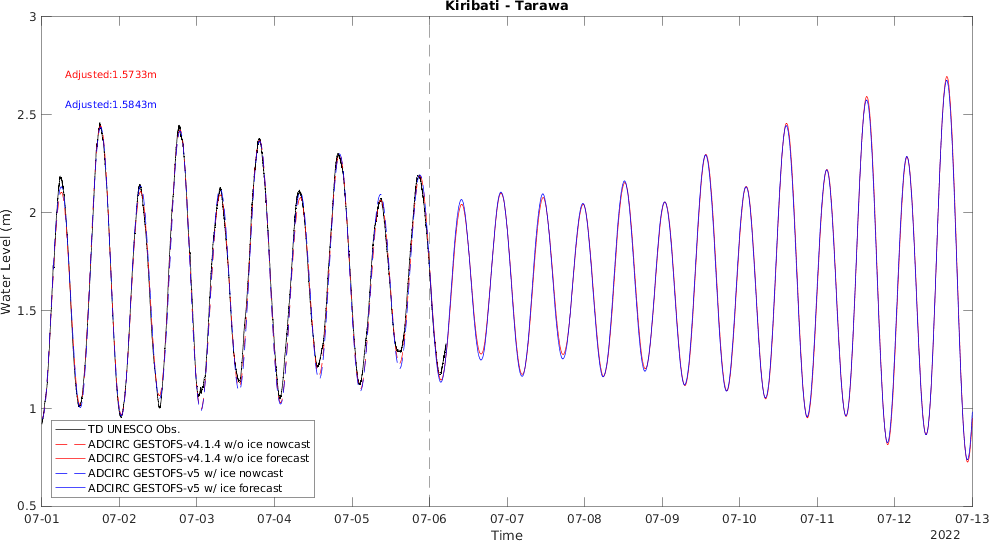 Kiribati - Tarawa
3
Adjusted:1.5733m
Adjusted:1.5843m
2.5
2
Water Level (m)
1.5
1
TD UNESCO Obs.
ADCIRC GESTOFS-v4.1.4 w/o ice nowcast
ADCIRC GESTOFS-v4.1.4 w/o ice forecast
ADCIRC GESTOFS-v5 w/ ice nowcast
ADCIRC GESTOFS-v5 w/ ice forecast
0.5
07-01 07-02 07-03 07-04 07-05 07-06 07-07 07-08 07-09 07-10 07-11 07-12 07-13
Time
2022